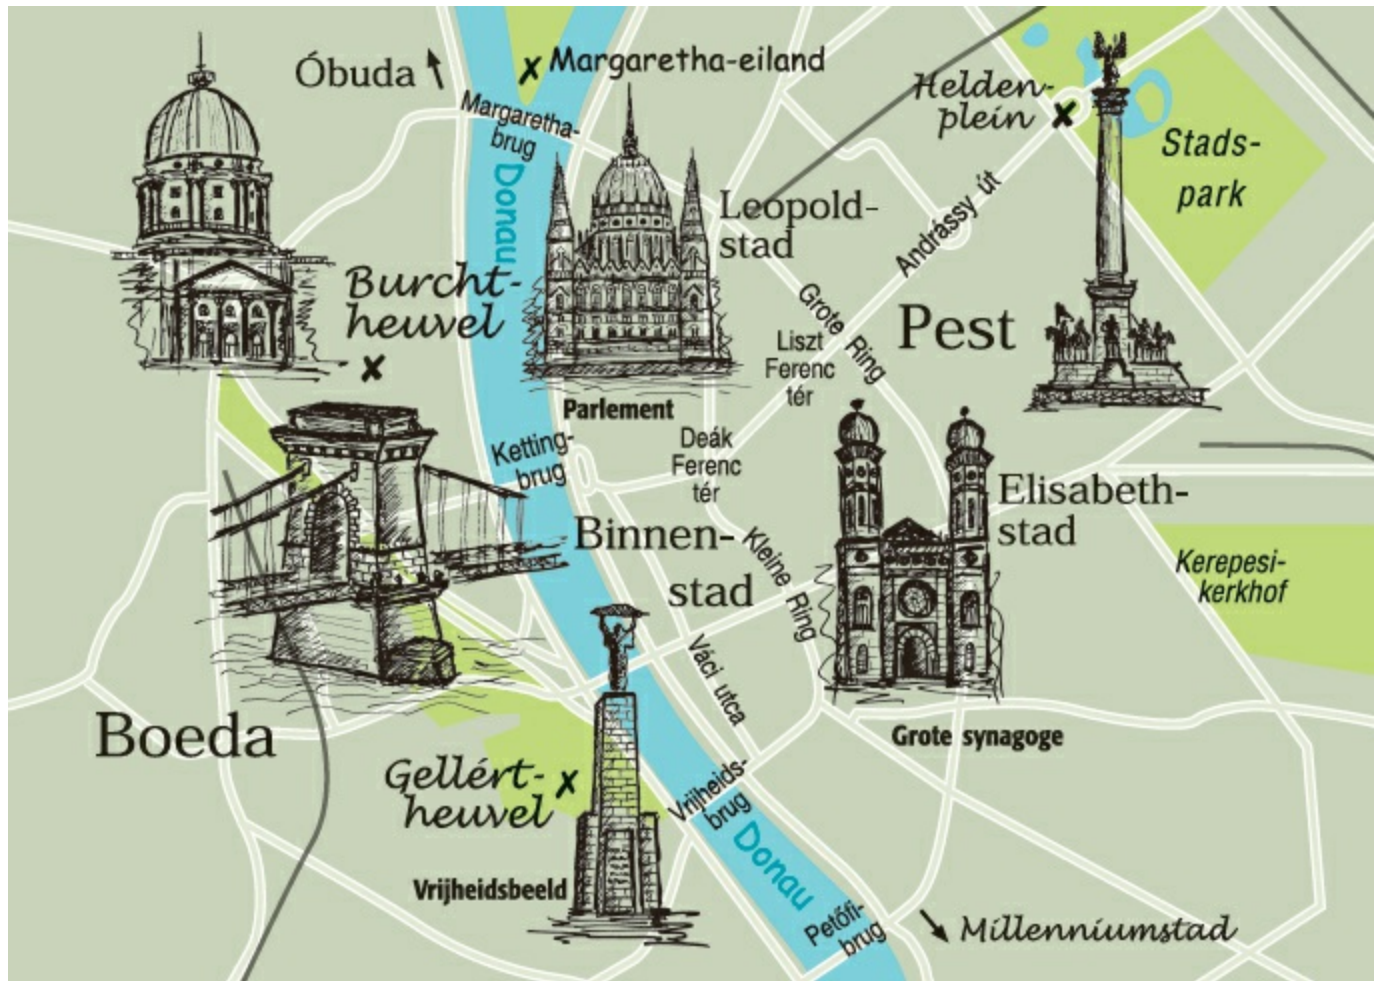 Óbuda
Margaretha-eiland
Margaretha-
brug
Donau
Helden-
plein
Stads-
park
Leopold-
stad
Andrássy út
Burcht-
heuvel
Grote Ring
Liszt
Ferenc
tér
Pest
Parlement
Ketting-
brug
Deák
Ferenc
tér
Elisabeth-
stad
Binnen-
stad
Kleine Ring
Kerepesi-
kerkhof
Váci utca
Boeda
Grote synagoge
Gellért-
heuvel
Vrijheids-
brug
Donau
Vrijheidsbeeld
Petőfi-
brug
Millenniumstad